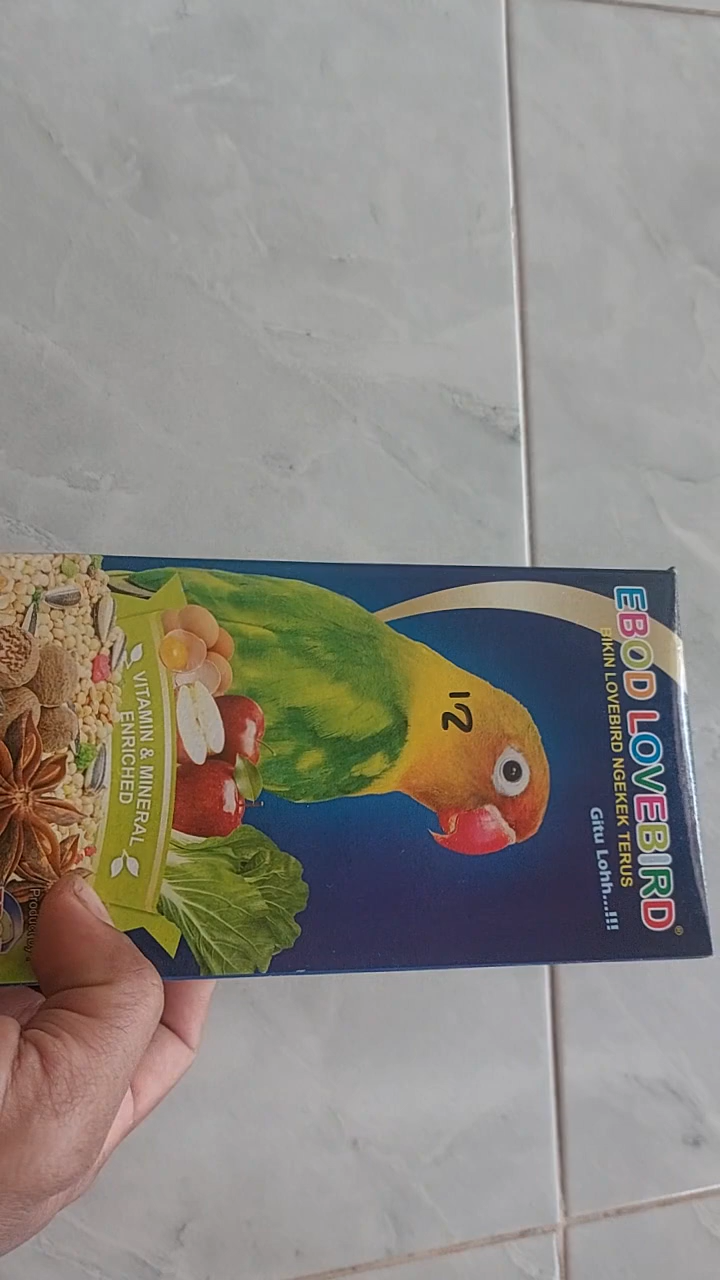 EBOD LOVEBIRD®
BIKIN LOVEBIRD NGEKEK TERUS
Gitu Lohh...!!!
12
VITAMIN & MINERAL
ENRICHED